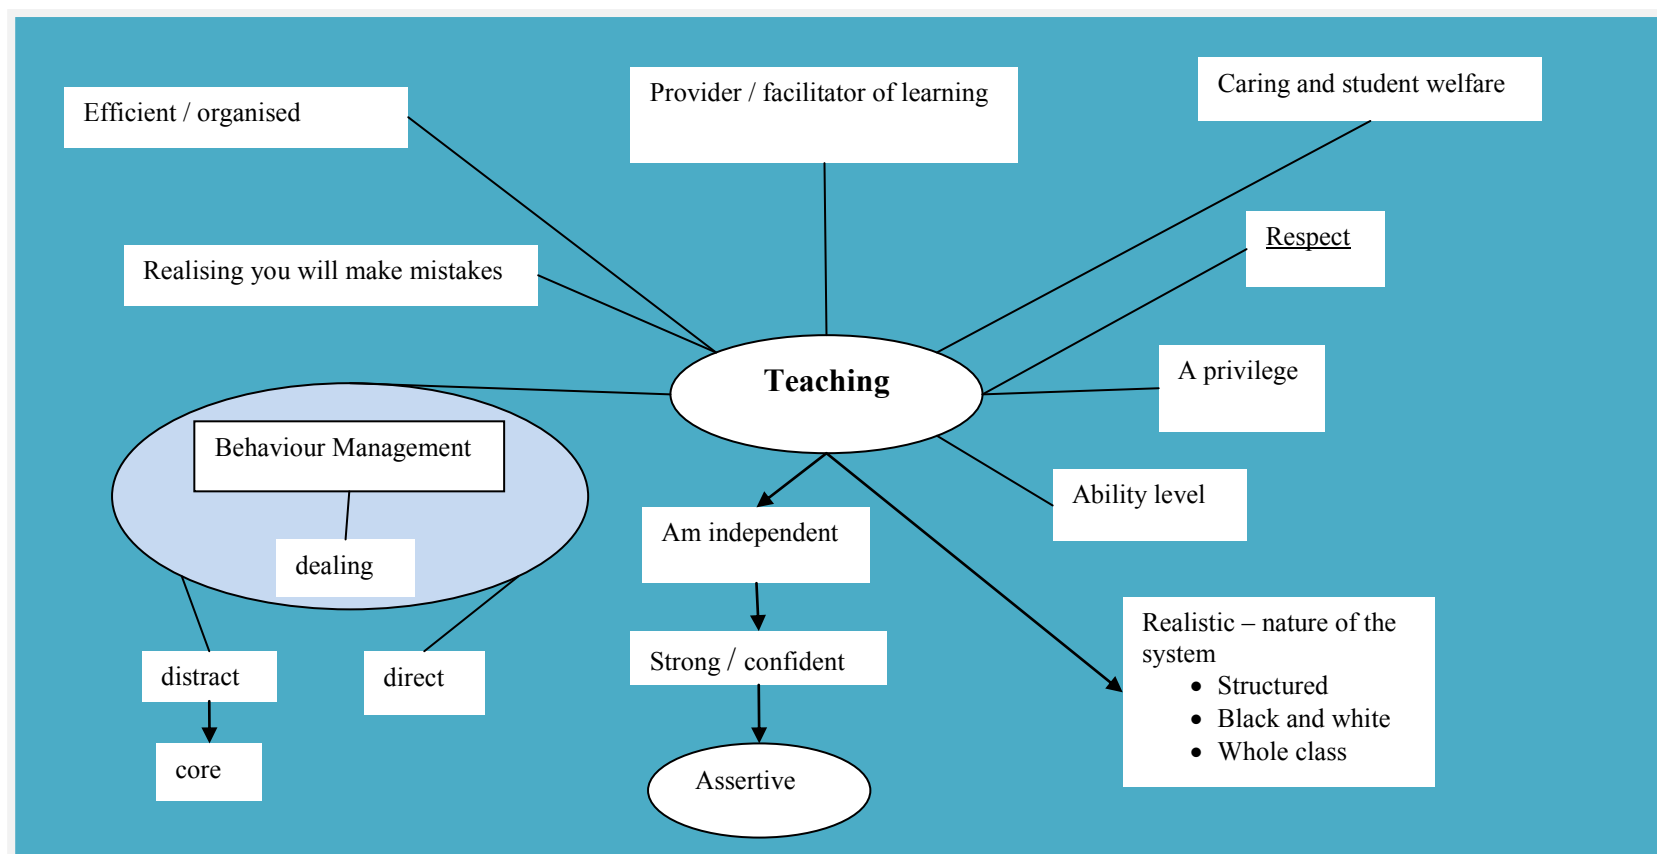 Efficient / organised
Provider / facilitator of learning
Caring and student welfare
Realising you will make mistakes
Respect
Teaching
A privilege
Behaviour Management
Ability level
Am independent
dealing
Realistic – nature of the
system
• Structured
• Black and white
• Whole class
Strong / confident
distract
direct
core
Assertive